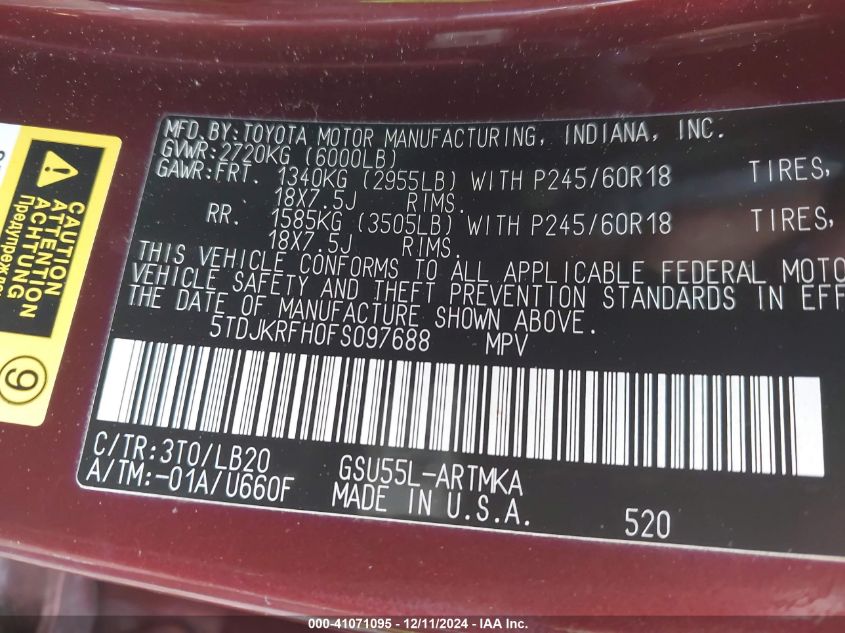 MFD.BY:TOYOTA MOTOR MANUFACTURING, INDIANA, INC.
GVWR:2720KG (6000LB)
GAWR:FRT. 1340KG (2955LB) WITH P245/60R18 TIRES,
18X7.5J RIMS.
RR. 1585KG (3505LB) WITH P245/60R18 TIRES,
18X7.5J RIMS.
THIS VEHICLE CONFORMS TO ALL APPLICABLE FEDERAL MOTO
VEHICLE SAFETY AND THEFT PREVENTION STANDARDS IN EFF
THE DATE OF MANUFACTURE SHOWN ABOVE.
5TDJKRFH0FS097688 MPV
C/TR:3T0/LB20 GSU55L-ARTMKA
A/TM:-01A/U660F MADE IN U.S.A. 520
CAUTION
ATTENTION
ACHTUNG
9
000-41071095 - 12/11/2024 - IAAI.com